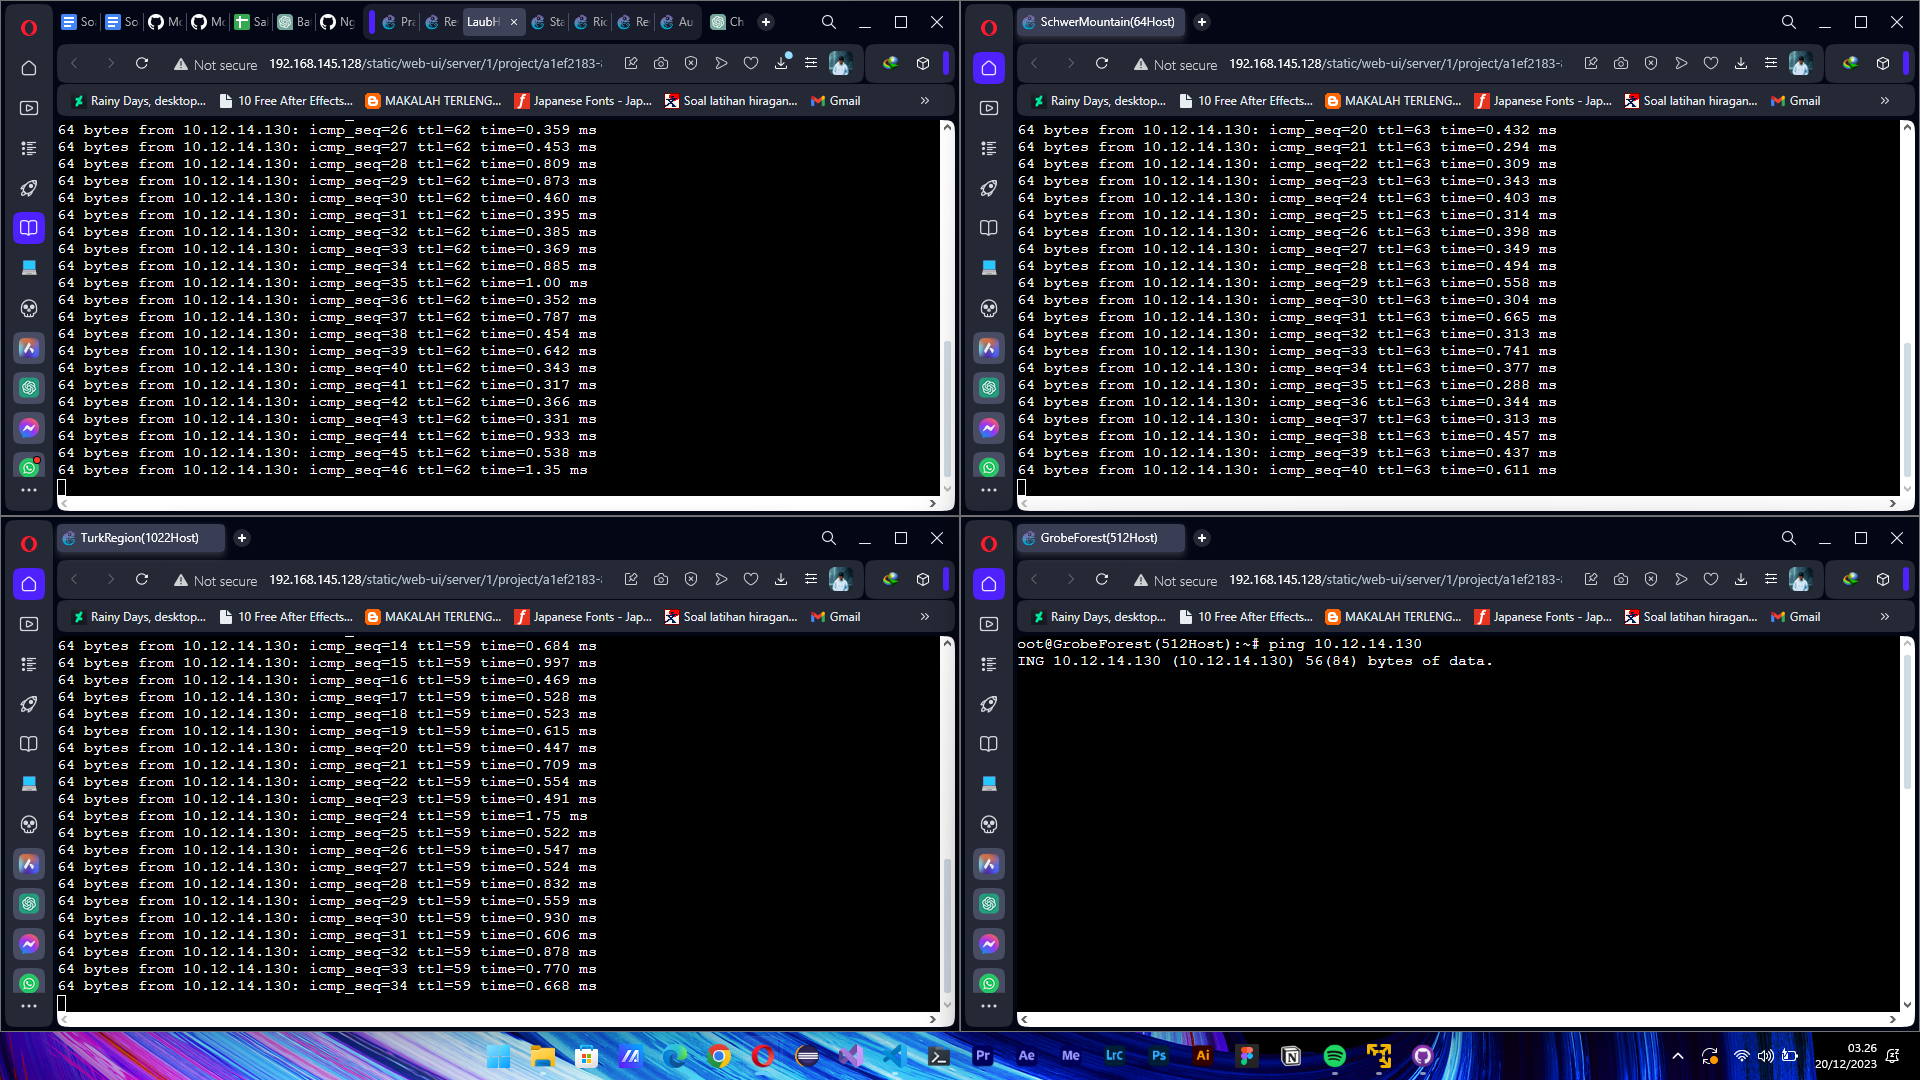 So
So
Mo
Mo
Sal
Bat
Ng
Pra
Re
LaubH
Sta
Ric
Re
Au
Ch
Not secure 192.168.145.128/static/web-ui/server/1/project/a1ef2183-
Rainy Days, desktop... 10 Free After Effects... MAKALAH TERLENG... Japanese Fonts - Jap... Soal latihan hiragan... Gmail
64 bytes from 10.12.14.130: icmp_seq=26 ttl=62 time=0.359 ms
64 bytes from 10.12.14.130: icmp_seq=27 ttl=62 time=0.453 ms
64 bytes from 10.12.14.130: icmp_seq=28 ttl=62 time=0.809 ms
64 bytes from 10.12.14.130: icmp_seq=29 ttl=62 time=0.873 ms
64 bytes from 10.12.14.130: icmp_seq=30 ttl=62 time=0.460 ms
64 bytes from 10.12.14.130: icmp_seq=31 ttl=62 time=0.395 ms
64 bytes from 10.12.14.130: icmp_seq=32 ttl=62 time=0.385 ms
64 bytes from 10.12.14.130: icmp_seq=33 ttl=62 time=0.369 ms
64 bytes from 10.12.14.130: icmp_seq=34 ttl=62 time=0.885 ms
64 bytes from 10.12.14.130: icmp_seq=35 ttl=62 time=1.00 ms
64 bytes from 10.12.14.130: icmp_seq=36 ttl=62 time=0.352 ms
64 bytes from 10.12.14.130: icmp_seq=37 ttl=62 time=0.787 ms
64 bytes from 10.12.14.130: icmp_seq=38 ttl=62 time=0.454 ms
64 bytes from 10.12.14.130: icmp_seq=39 ttl=62 time=0.642 ms
64 bytes from 10.12.14.130: icmp_seq=40 ttl=62 time=0.343 ms
64 bytes from 10.12.14.130: icmp_seq=41 ttl=62 time=0.317 ms
64 bytes from 10.12.14.130: icmp_seq=42 ttl=62 time=0.366 ms
64 bytes from 10.12.14.130: icmp_seq=43 ttl=62 time=0.331 ms
64 bytes from 10.12.14.130: icmp_seq=44 ttl=62 time=0.933 ms
64 bytes from 10.12.14.130: icmp_seq=45 ttl=62 time=0.538 ms
64 bytes from 10.12.14.130: icmp_seq=46 ttl=62 time=1.35 ms
SchwerMountain(64Host)
Not secure 192.168.145.128/static/web-ui/server/1/project/a1ef2183-
Rainy Days, desktop... 10 Free After Effects... MAKALAH TERLENG... Japanese Fonts - Jap... Soal latihan hiragan... Gmail
64 bytes from 10.12.14.130: icmp_seq=20 ttl=63 time=0.432 ms
64 bytes from 10.12.14.130: icmp_seq=21 ttl=63 time=0.294 ms
64 bytes from 10.12.14.130: icmp_seq=22 ttl=63 time=0.309 ms
64 bytes from 10.12.14.130: icmp_seq=23 ttl=63 time=0.343 ms
64 bytes from 10.12.14.130: icmp_seq=24 ttl=63 time=0.403 ms
64 bytes from 10.12.14.130: icmp_seq=25 ttl=63 time=0.314 ms
64 bytes from 10.12.14.130: icmp_seq=26 ttl=63 time=0.398 ms
64 bytes from 10.12.14.130: icmp_seq=27 ttl=63 time=0.349 ms
64 bytes from 10.12.14.130: icmp_seq=28 ttl=63 time=0.494 ms
64 bytes from 10.12.14.130: icmp_seq=29 ttl=63 time=0.558 ms
64 bytes from 10.12.14.130: icmp_seq=30 ttl=63 time=0.304 ms
64 bytes from 10.12.14.130: icmp_seq=31 ttl=63 time=0.665 ms
64 bytes from 10.12.14.130: icmp_seq=32 ttl=63 time=0.313 ms
64 bytes from 10.12.14.130: icmp_seq=33 ttl=63 time=0.741 ms
64 bytes from 10.12.14.130: icmp_seq=34 ttl=63 time=0.377 ms
64 bytes from 10.12.14.130: icmp_seq=35 ttl=63 time=0.288 ms
64 bytes from 10.12.14.130: icmp_seq=36 ttl=63 time=0.344 ms
64 bytes from 10.12.14.130: icmp_seq=37 ttl=63 time=0.313 ms
64 bytes from 10.12.14.130: icmp_seq=38 ttl=63 time=0.457 ms
64 bytes from 10.12.14.130: icmp_seq=39 ttl=63 time=0.437 ms
64 bytes from 10.12.14.130: icmp_seq=40 ttl=63 time=0.611 ms
TurkRegion(1022Host)
Not secure 192.168.145.128/static/web-ui/server/1/project/a1ef2183-
Rainy Days, desktop... 10 Free After Effects... MAKALAH TERLENG... Japanese Fonts - Jap... Soal latihan hiragan... Gmail
64 bytes from 10.12.14.130: icmp_seq=14 ttl=59 time=0.684 ms
64 bytes from 10.12.14.130: icmp_seq=15 ttl=59 time=0.997 ms
64 bytes from 10.12.14.130: icmp_seq=16 ttl=59 time=0.469 ms
64 bytes from 10.12.14.130: icmp_seq=17 ttl=59 time=0.528 ms
64 bytes from 10.12.14.130: icmp_seq=18 ttl=59 time=0.523 ms
64 bytes from 10.12.14.130: icmp_seq=19 ttl=59 time=0.615 ms
64 bytes from 10.12.14.130: icmp_seq=20 ttl=59 time=0.447 ms
64 bytes from 10.12.14.130: icmp_seq=21 ttl=59 time=0.709 ms
64 bytes from 10.12.14.130: icmp_seq=22 ttl=59 time=0.554 ms
64 bytes from 10.12.14.130: icmp_seq=23 ttl=59 time=0.491 ms
64 bytes from 10.12.14.130: icmp_seq=24 ttl=59 time=1.75 ms
64 bytes from 10.12.14.130: icmp_seq=25 ttl=59 time=0.522 ms
64 bytes from 10.12.14.130: icmp_seq=26 ttl=59 time=0.547 ms
64 bytes from 10.12.14.130: icmp_seq=27 ttl=59 time=0.524 ms
64 bytes from 10.12.14.130: icmp_seq=28 ttl=59 time=0.832 ms
64 bytes from 10.12.14.130: icmp_seq=29 ttl=59 time=0.559 ms
64 bytes from 10.12.14.130: icmp_seq=30 ttl=59 time=0.930 ms
64 bytes from 10.12.14.130: icmp_seq=31 ttl=59 time=0.606 ms
64 bytes from 10.12.14.130: icmp_seq=32 ttl=59 time=0.878 ms
64 bytes from 10.12.14.130: icmp_seq=33 ttl=59 time=0.770 ms
64 bytes from 10.12.14.130: icmp_seq=34 ttl=59 time=0.668 ms
GrobeForest(512Host)
Not secure 192.168.145.128/static/web-ui/server/1/project/a1ef2183-
Rainy Days, desktop... 10 Free After Effects... MAKALAH TERLENG... Japanese Fonts - Jap... Soal latihan hiragan... Gmail
oot@GrobeForest(512Host):~# ping 10.12.14.130
ING 10.12.14.130 (10.12.14.130) 56(84) bytes of data.
Pr Ae Me Lrc Ps Ai
03.26
20/12/2023